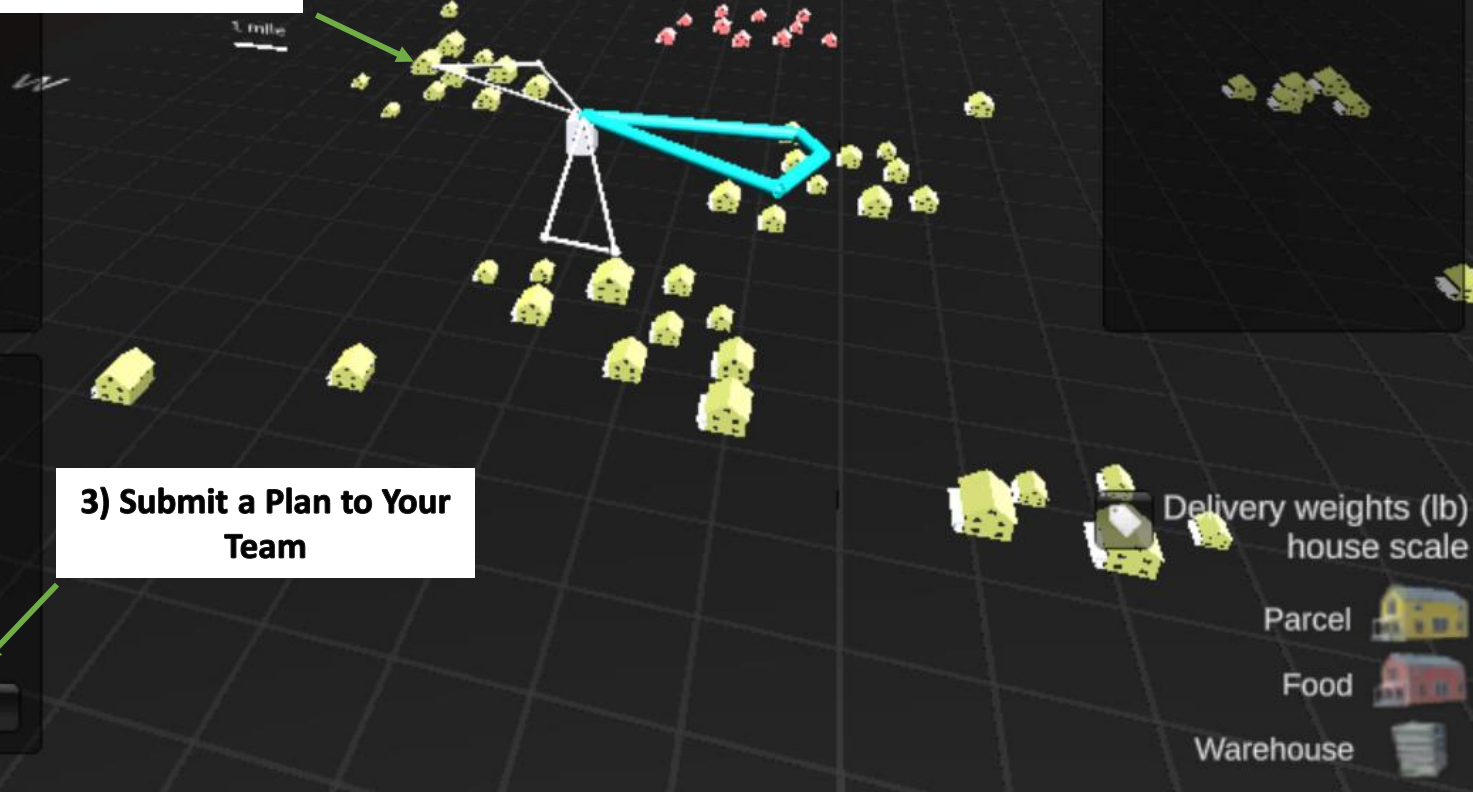 1 mile
W
3) Submit a Plan to Your
Team
Delivery weights (lb)
house scale
Parcel
Food
Warehouse